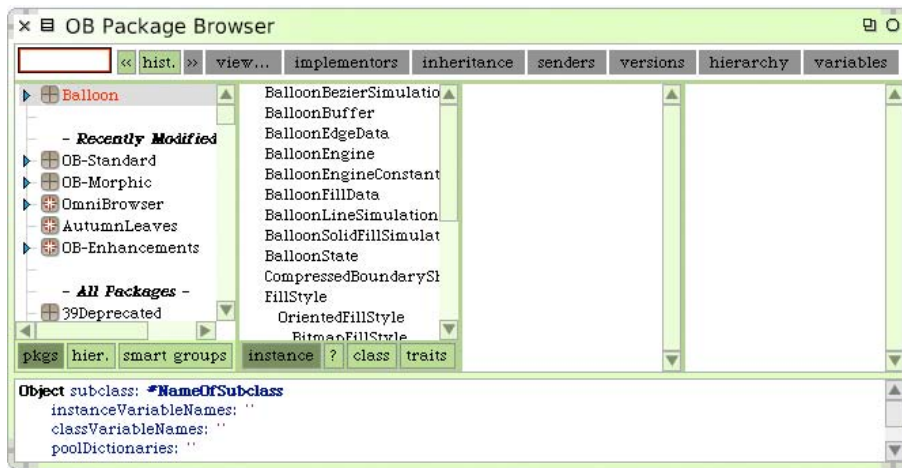 OB Package Browser
« hist. » view... implementors inheritance senders versions hierarchy variables
Balloon
- Recently Modified
OB-Standard
OB-Morphic
OmniBrowser
AutumnLeaves
OB-Enhancements
- All Packages -
39Deprecated
BalloonBezierSimulatio
BalloonBuffer
BalloonEdgeData
BalloonEngine
BalloonEngineConstant
BalloonFillData
BalloonLineSimulation
BalloonSolidFillSimulat
BalloonState
CompressedBoundarySh
FillStyle
OrientedFillStyle
BitmapFillStyle
pkgs hier. smart groups instance ? class traits
Object subclass: #NameOfSubclass
instanceVariableNames: ''
classVariableNames: ''
poolDictionaries: ''